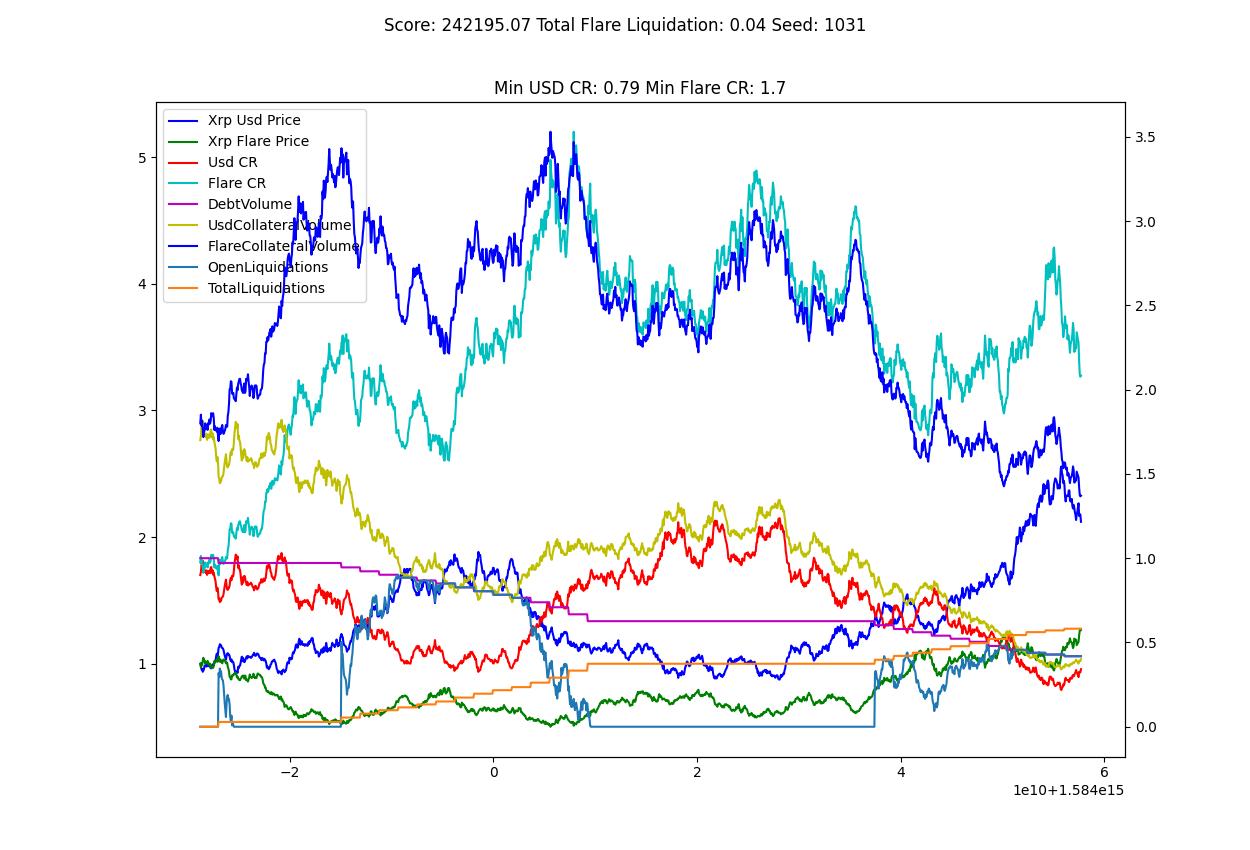 Score: 242195.07 Total Flare Liquidation: 0.04 Seed: 1031
Min USD CR: 0.79 Min Flare CR: 1.7
Xrp Usd Price
Xrp Flare Price
Usd CR
Flare CR
DebtVolume
UsdCollateralVolume
FlareCollateralVolume
OpenLiquidations
TotalLiquidations
5
4
3
2
1
3.5
3.0
2.5
2.0
1.5
1.0
0.5
0.0
−2
0
2
4
6
1e10+1.584e15